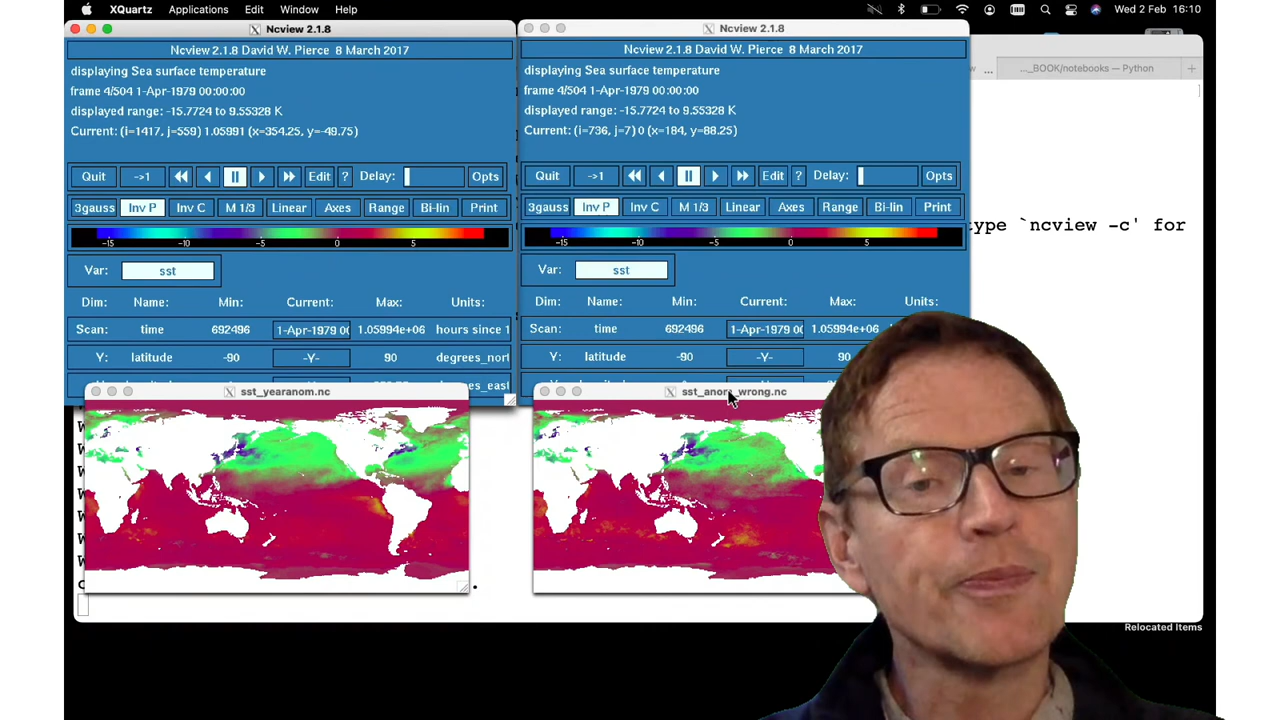 XQuartz Applications Edit Window Help Wed 2 Feb 16:10
Ncview 2.1.8
Ncview 2.1.8 David W. Pierce 8 March 2017
displaying Sea surface temperature
frame 4/504 1-Apr-1979 00:00:00
displayed range: -15.7724 to 9.55328 K
Current: (i=1417, j=559) 1.05991 (x=354.25, y=-49.75)
Quit ->1 Edit ? Delay: Opts
3gauss Inv P Inv C M 1/3 Linear Axes Range Bi-lin Print
-15 -10 -5 0 5
Var: sst
Dim: Name: Min: Current: Max: Units:
Scan: time 692496 1-Apr-1979 00 1.05994e+06 hours since 1
Y: latitude -90 -Y- 90 degrees_nort
sst_yearanom.nc
Ncview 2.1.8
Ncview 2.1.8 David W. Pierce 8 March 2017
displaying Sea surface temperature
frame 4/504 1-Apr-1979 00:00:00
displayed range: -15.7724 to 9.55328 K
Current: (i=736, j=7) 0 (x=184, y=88.25)
Quit ->1 Edit ? Delay: Opts
3gauss Inv P Inv C M 1/3 Linear Axes Range Bi-lin Print
-15 -10 -5 0 5
Var: sst
Dim: Name: Min: Current: Max: Units:
Scan: time 692496 1-Apr-1979 00 1.05994e+06
Y: latitude -90 -Y- 90
sst_anom_wrong.nc
..._BOOK/notebooks — Python
type `ncview -c' for
Relocated Items